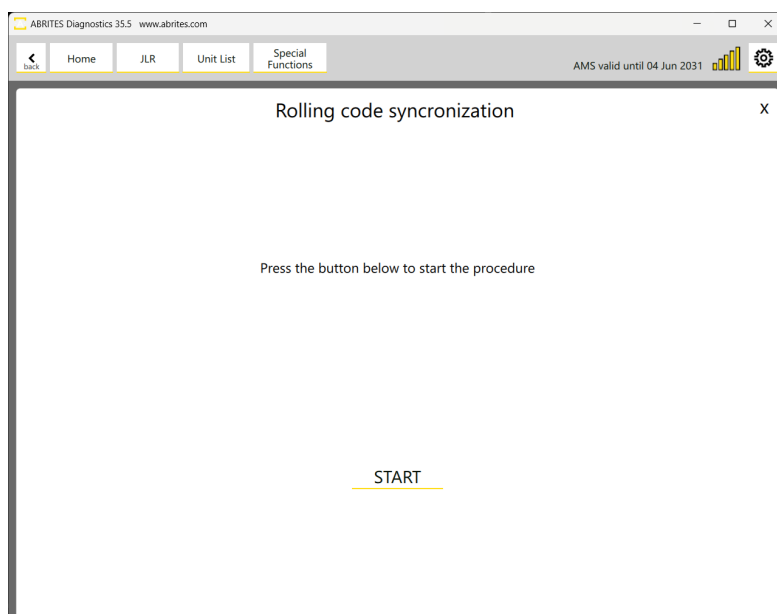 ABRITES Diagnostics 35.5 www.abrites.com
back
Home
JLR
Unit List
Special
Functions
AMS valid until 04 Jun 2031
Rolling code syncronization
X
Press the button below to start the procedure
START